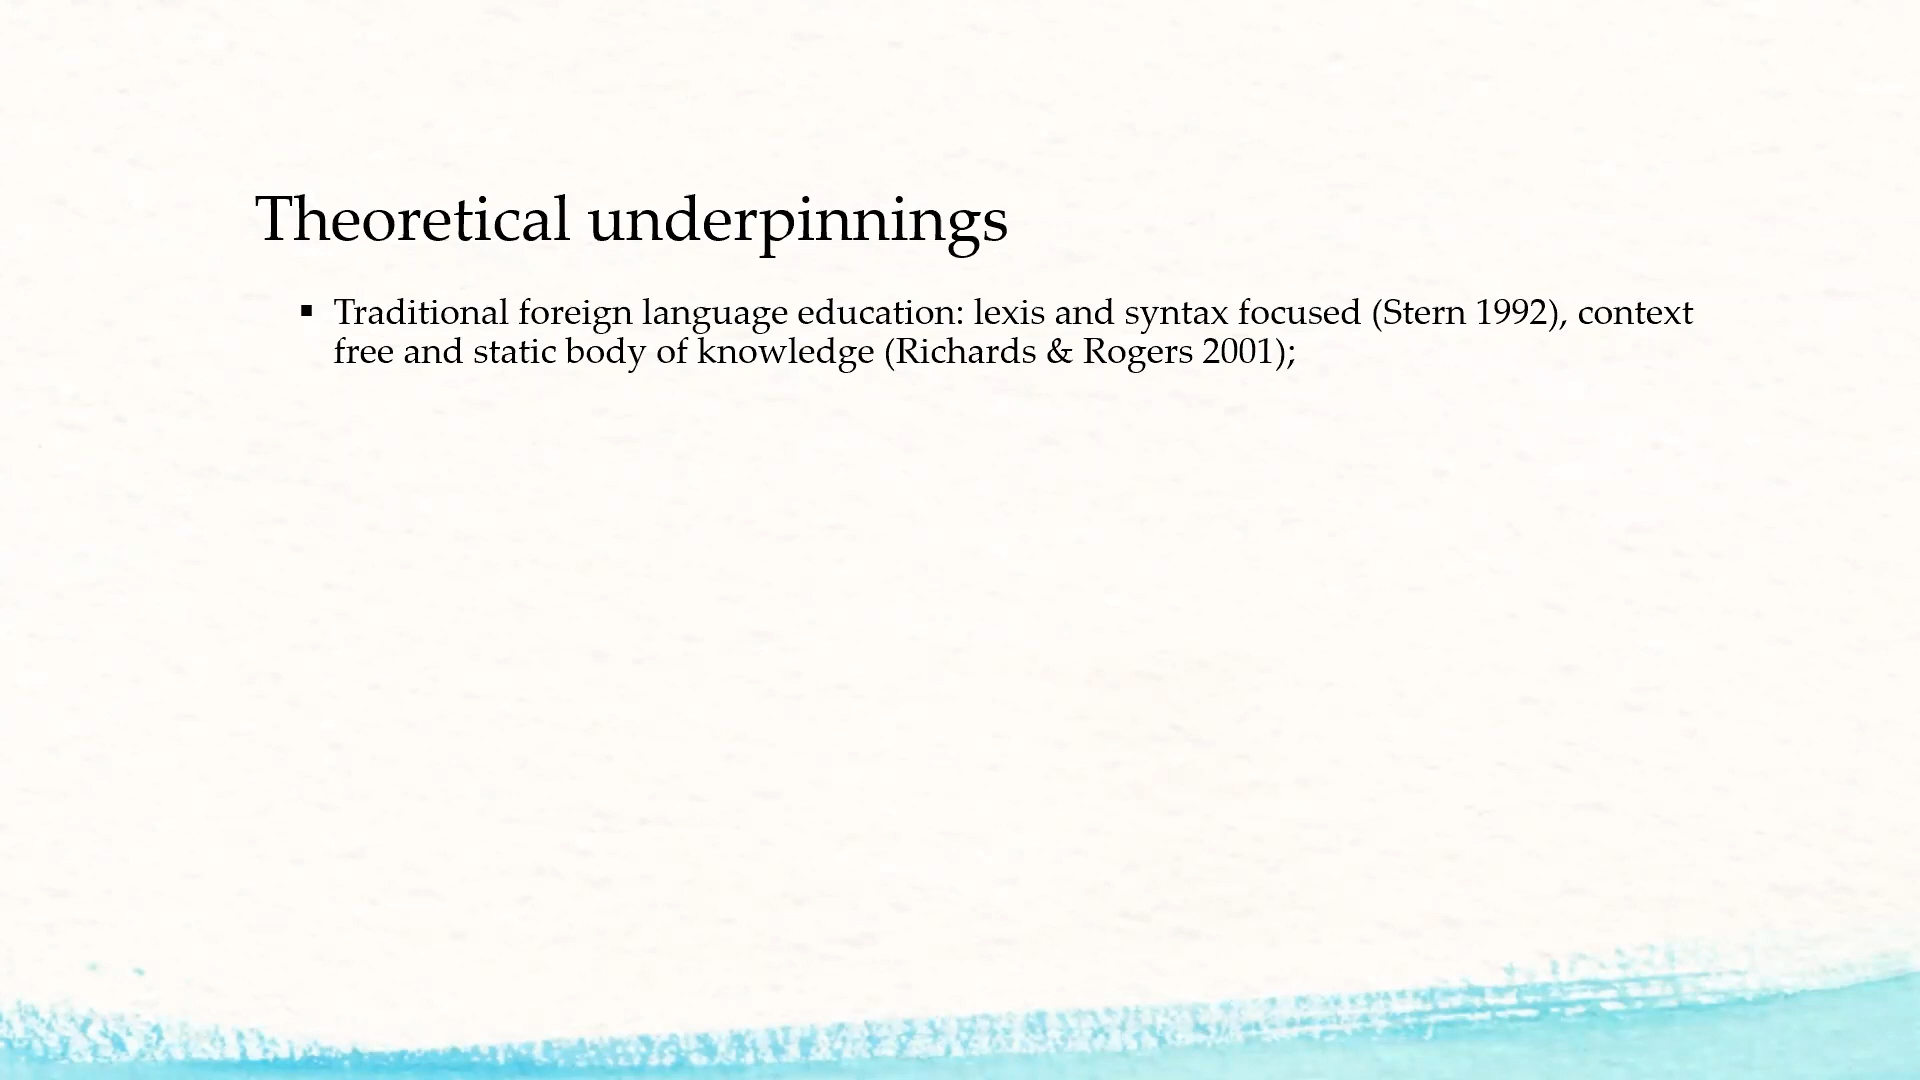 Theoretical underpinnings
▪ Traditional foreign language education: lexis and syntax focused (Stern 1992), context
free and static body of knowledge (Richards & Rogers 2001);